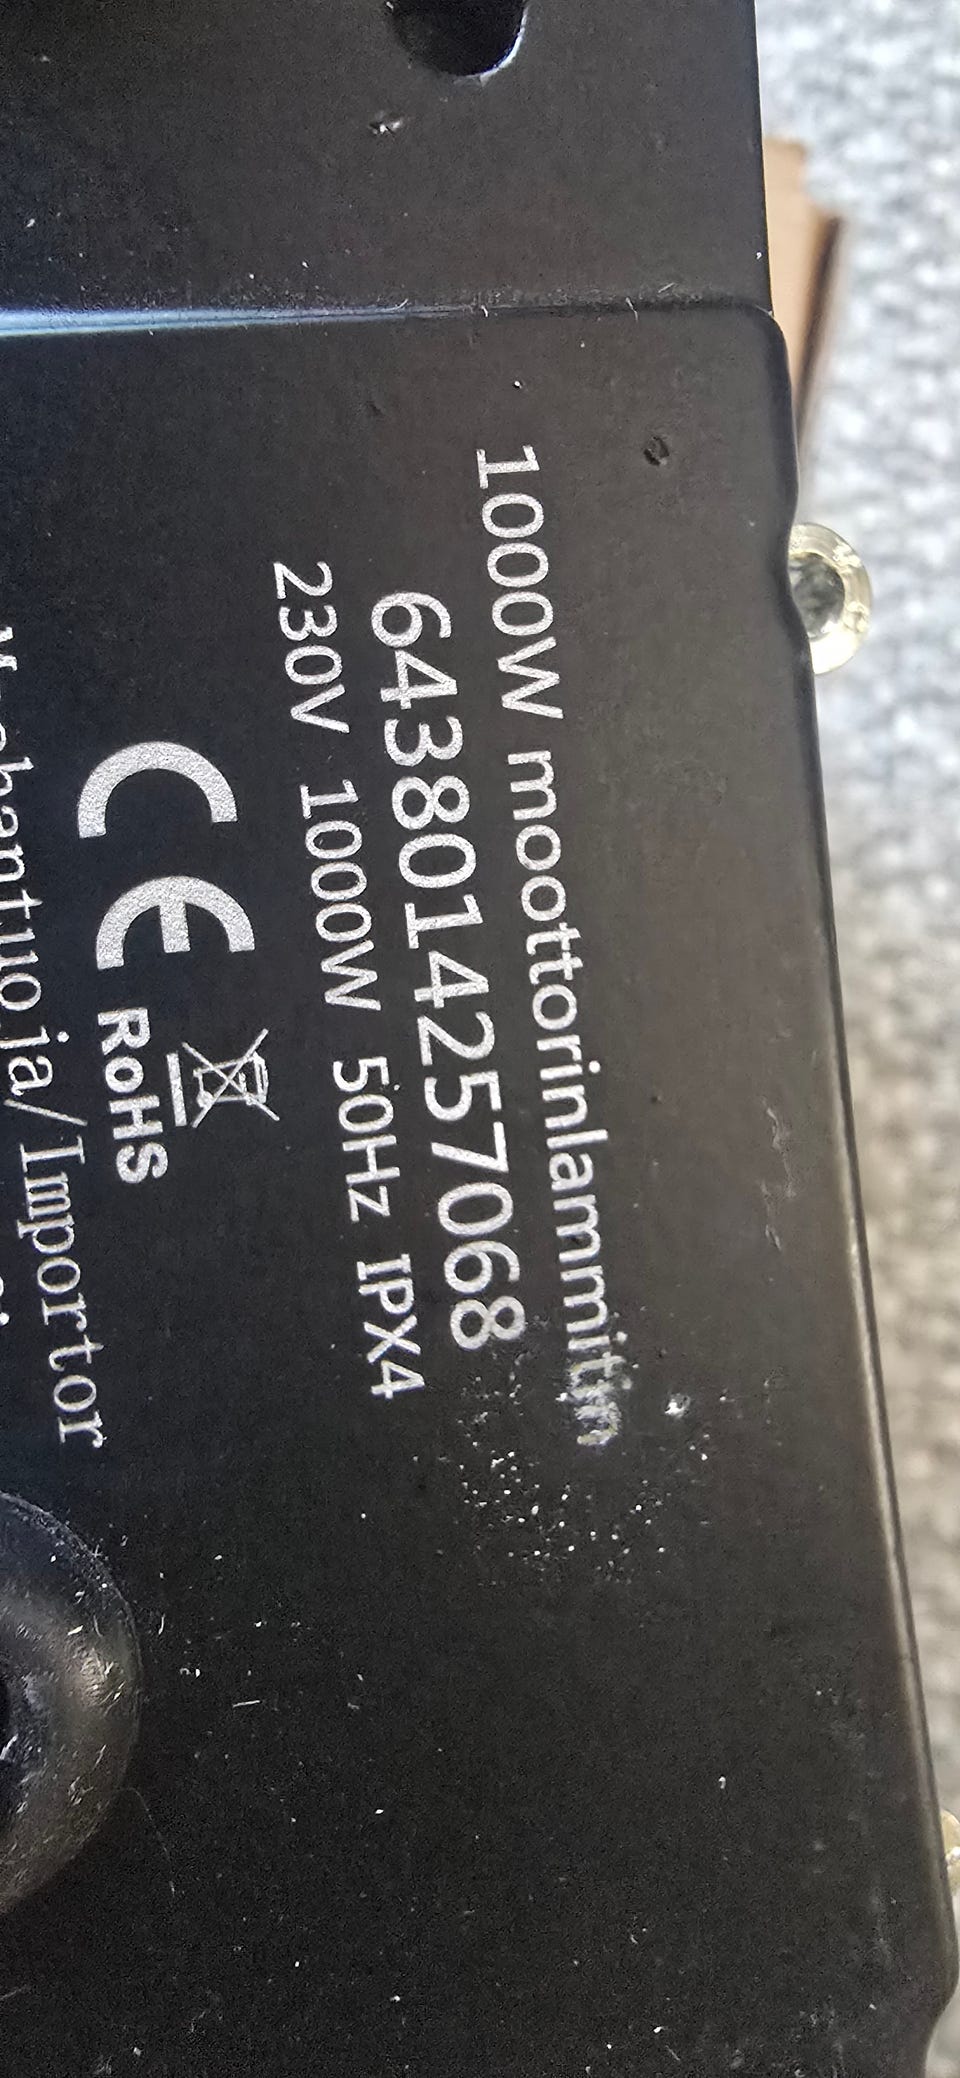 1000W moottorinlammitin
6438014257068
230V 1000W 50Hz IPX4
CE RoHS
Maahantuoja/Importor